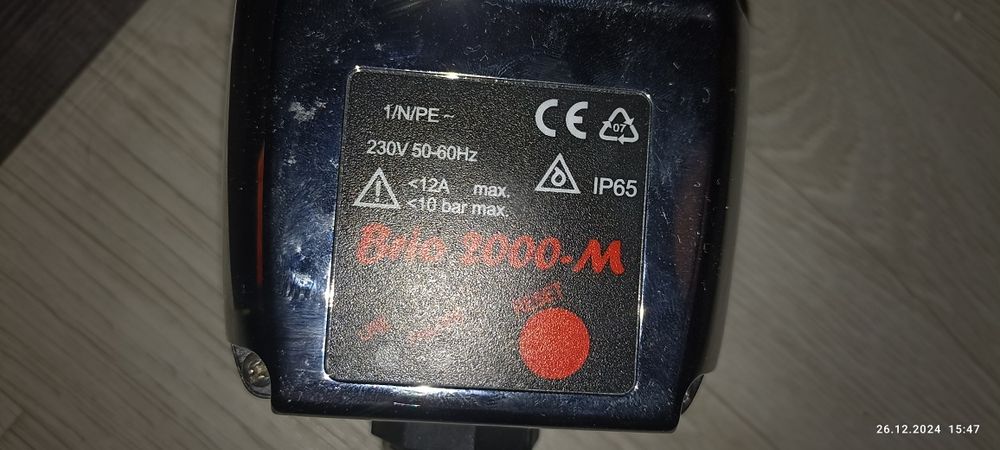 1/N/PE ~
CE
07
230V 50-60Hz
<12A max.
<10 bar max.
IP65
Brio 2000-M
RESET
26.12.2024 15:47